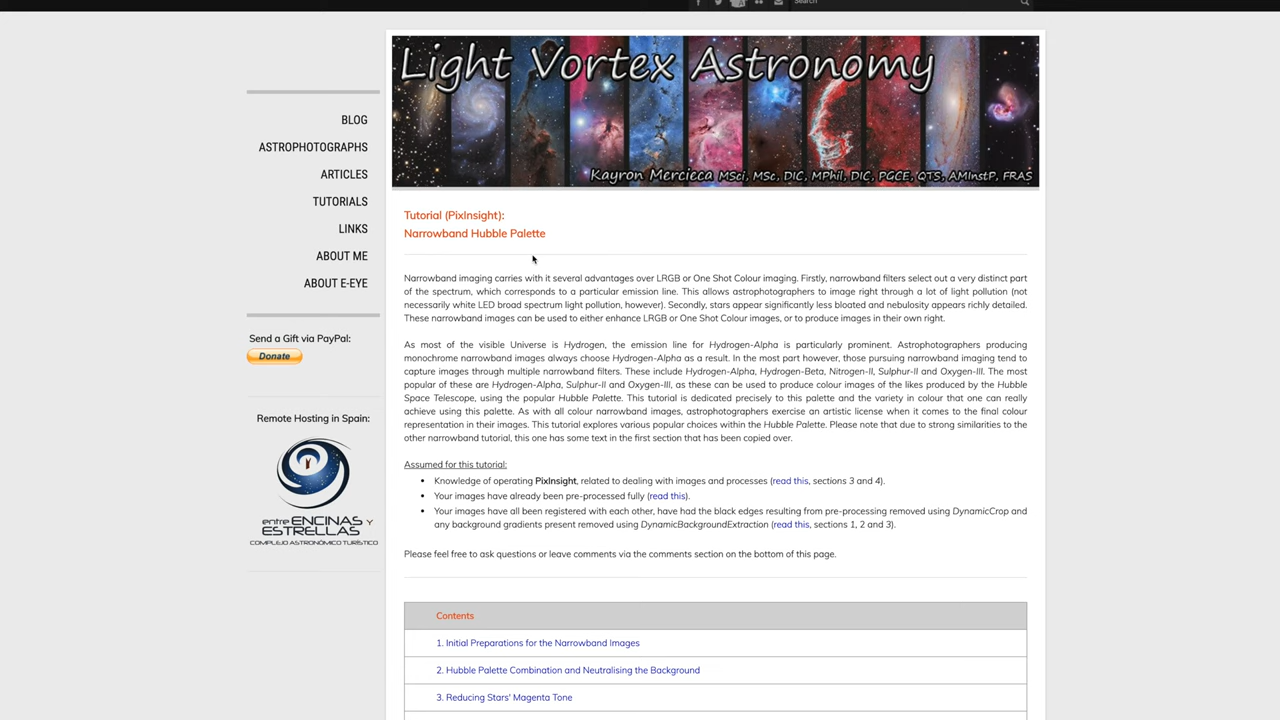 Search
Light Vortex Astronomy
Kayron Mercieca MSci, MSc, DIC, MPhil, DIC, PGCE, QTS, AMInstP, FRAS
BLOG
ASTROPHOTOGRAPHS
ARTICLES
TUTORIALS
LINKS
ABOUT ME
ABOUT E-EYE
Send a Gift via PayPal:
Donate
Remote Hosting in Spain:
entre ENCINAS Y
ESTRELLAS
COMPLEJO ASTRONÓMICO TURÍSTICO
Tutorial (PixInsight):
Narrowband Hubble Palette
Narrowband imaging carries with it several advantages over LRGB or One Shot Colour imaging. Firstly, narrowband filters select out a very distinct part
of the spectrum, which corresponds to a particular emission line. This allows astrophotographers to image right through a lot of light pollution (not
necessarily white LED broad spectrum light pollution, however). Secondly, stars appear significantly less bloated and nebulosity appears richly detailed.
These narrowband images can be used to either enhance LRGB or One Shot Colour images, or to produce images in their own right.
As most of the visible Universe is Hydrogen, the emission line for Hydrogen-Alpha is particularly prominent. Astrophotographers producing
monochrome narrowband images always choose Hydrogen-Alpha as a result. In the most part however, those pursuing narrowband imaging tend to
capture images through multiple narrowband filters. These include Hydrogen-Alpha, Hydrogen-Beta, Nitrogen-II, Sulphur-II and Oxygen-III. The most
popular of these are Hydrogen-Alpha, Sulphur-II and Oxygen-III, as these can be used to produce colour images of the likes produced by the Hubble
Space Telescope, using the popular Hubble Palette. This tutorial is dedicated precisely to this palette and the variety in colour that one can really
achieve using this palette. As with all colour narrowband images, astrophotographers exercise an artistic license when it comes to the final colour
representation in their images. This tutorial explores various popular choices within the Hubble Palette. Please note that due to strong similarities to the
other narrowband tutorial, this one has some text in the first section that has been copied over.
Assumed for this tutorial:
• Knowledge of operating PixInsight, related to dealing with images and processes (read this, sections 3 and 4).
• Your images have already been pre-processed fully (read this).
• Your images have all been registered with each other, have had the black edges resulting from pre-processing removed using DynamicCrop and
any background gradients present removed using DynamicBackgroundExtraction (read this, sections 1, 2 and 3).
Please feel free to ask questions or leave comments via the comments section on the bottom of this page.
Contents
1. Initial Preparations for the Narrowband Images
2. Hubble Palette Combination and Neutralising the Background
3. Reducing Stars' Magenta Tone